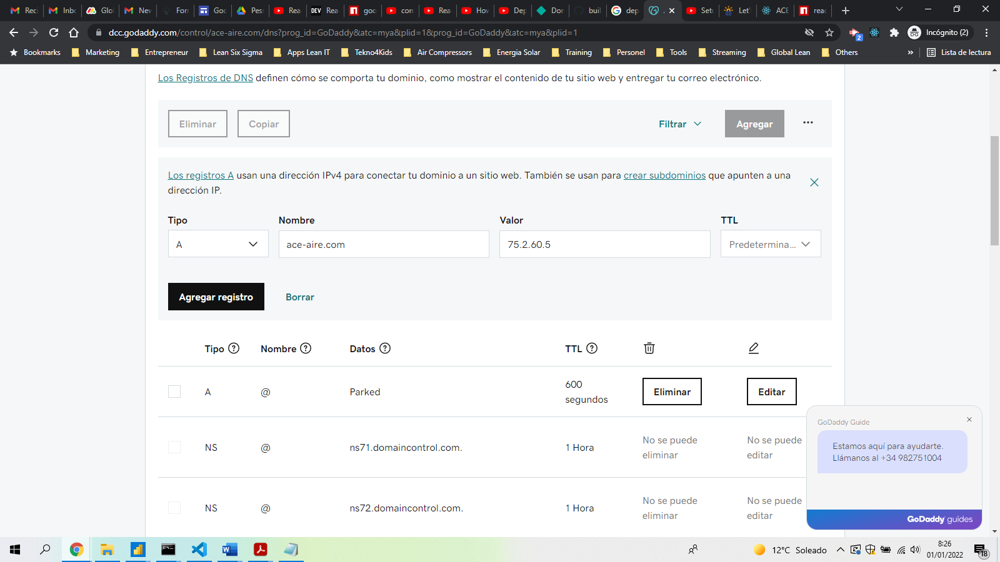 Reci
Inbo
Glo
Nev
Forr
Goc
Pes
Rea
DEV
Rea
goc
con
Rea
Hov
Dep
Dor
buil
dep
Setu
Let'
ACE
reac
dcc.godaddy.com/control/ace-aire.com/dns?prog_id=GoDaddy&atc=mya&plid=1&prog_id=GoDaddy&atc=mya&plid=1
2
Incógnito (2)
Bookmarks
Marketing
Entrepreneur
Lean Six Sigma
Apps Lean IT
Tekno4Kids
Air Compressors
Energia Solar
Training
Personel
Tools
Streaming
Global Lean
Others
»
Lista de lectura
Los Registros de DNS definen cómo se comporta tu dominio, como mostrar el contenido de tu sitio web y entregar tu correo electrónico.
Eliminar
Copiar
Filtrar
Agregar
Los registros A usan una dirección IPv4 para conectar tu dominio a un sitio web. También se usan para crear subdominios que apunten a una
dirección IP.
Tipo
Nombre
Valor
TTL
A
ace-aire.com
75.2.60.5
Predetermina...
Agregar registro
Borrar
Tipo
Nombre
Datos
TTL
A
@
Parked
600
segundos
Eliminar
Editar
NS
@
ns71.domaincontrol.com.
1 Hora
No se puede
eliminar
No se puede
editar
NS
@
ns72.domaincontrol.com.
1 Hora
No se puede
eliminar
No se puede
editar
GoDaddy Guide
Estamos aquí para ayudarte.
Llámanos al +34 982751004
GoDaddy guides
12°C Soleado
8:26
01/01/2022
18